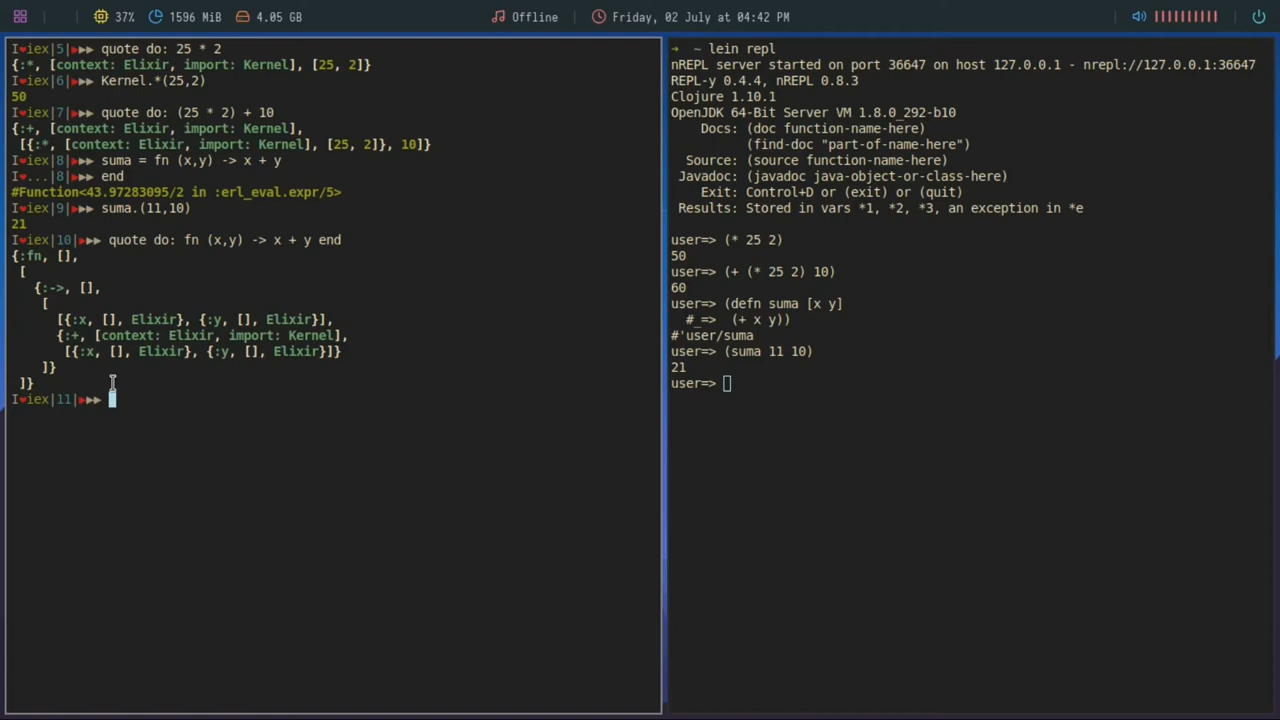 37% 1596 MiB 4.05 GB Offline Friday, 02 July at 04:42 PM
I❤iex|5|▶▶▶ quote do: 25 * 2
{:*, [context: Elixir, import: Kernel], [25, 2]}
I❤iex|6|▶▶▶ Kernel.*(25,2)
50
I❤iex|7|▶▶▶ quote do: (25 * 2) + 10
{:+, [context: Elixir, import: Kernel],
 [{:*, [context: Elixir, import: Kernel], [25, 2]}, 10]}
I❤iex|8|▶▶▶ suma = fn (x,y) -> x + y
I❤...|8|▶▶▶ end
#Function<43.97283095/2 in :erl_eval.expr/5>
I❤iex|9|▶▶▶ suma.(11,10)
21
I❤iex|10|▶▶▶ quote do: fn (x,y) -> x + y end
{:fn, [],
 [
   {:->, [],
    [
      [{:x, [], Elixir}, {:y, [], Elixir}],
      {:+, [context: Elixir, import: Kernel],
       [{:x, [], Elixir}, {:y, [], Elixir}]}
    ]}
 ]}
I❤iex|11|▶▶▶
➜  ~ lein repl
nREPL server started on port 36647 on host 127.0.0.1 - nrepl://127.0.0.1:36647
REPL-y 0.4.4, nREPL 0.8.3
Clojure 1.10.1
OpenJDK 64-Bit Server VM 1.8.0_292-b10
    Docs: (doc function-name-here)
          (find-doc "part-of-name-here")
  Source: (source function-name-here)
 Javadoc: (javadoc java-object-or-class-here)
    Exit: Control+D or (exit) or (quit)
 Results: Stored in vars *1, *2, *3, an exception in *e
user=> (* 25 2)
50
user=> (+ (* 25 2) 10)
60
user=> (defn suma [x y]
  #_=>  (+ x y))
#'user/suma
user=> (suma 11 10)
21
user=>